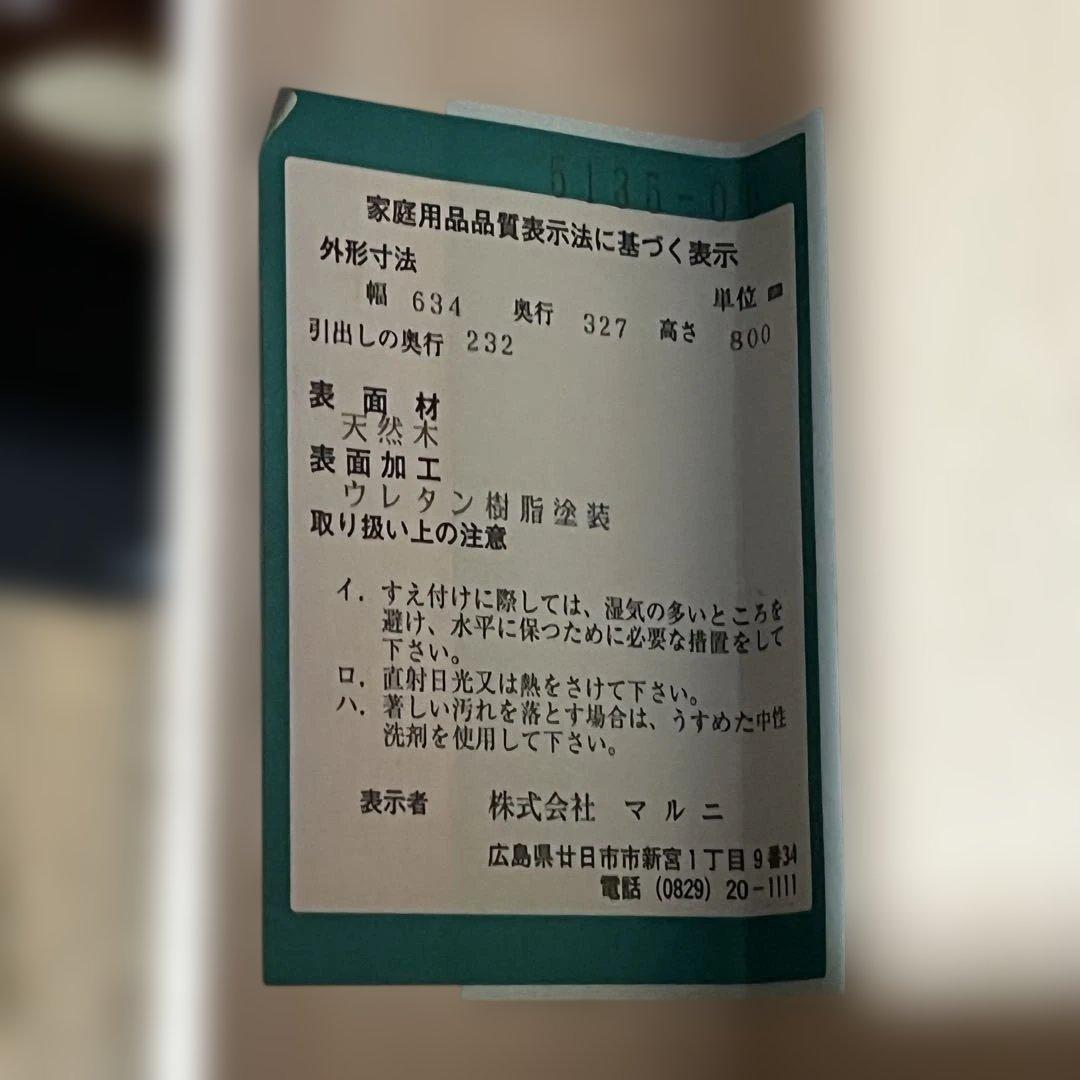 5135-0
家庭用品品質表示法に基づく表示
外形寸法
単位
幅 634 奥行 327 高さ 800
引出しの奥行 232
表面材
天然木
表面加工
ウレタン樹脂塗装
取り扱い上の注意
イ. すえ付けに際しては、湿気の多いところを
避け、水平に保つために必要な措置をして
下さい。
ロ. 直射日光又は熱をさけて下さい。
ハ. 著しい汚れを落とす場合は、うすめた中性
洗剤を使用して下さい。
表示者 株式会社 マルニ
広島県廿日市市新宮1丁目9番34
電話 (0829) 20-1111